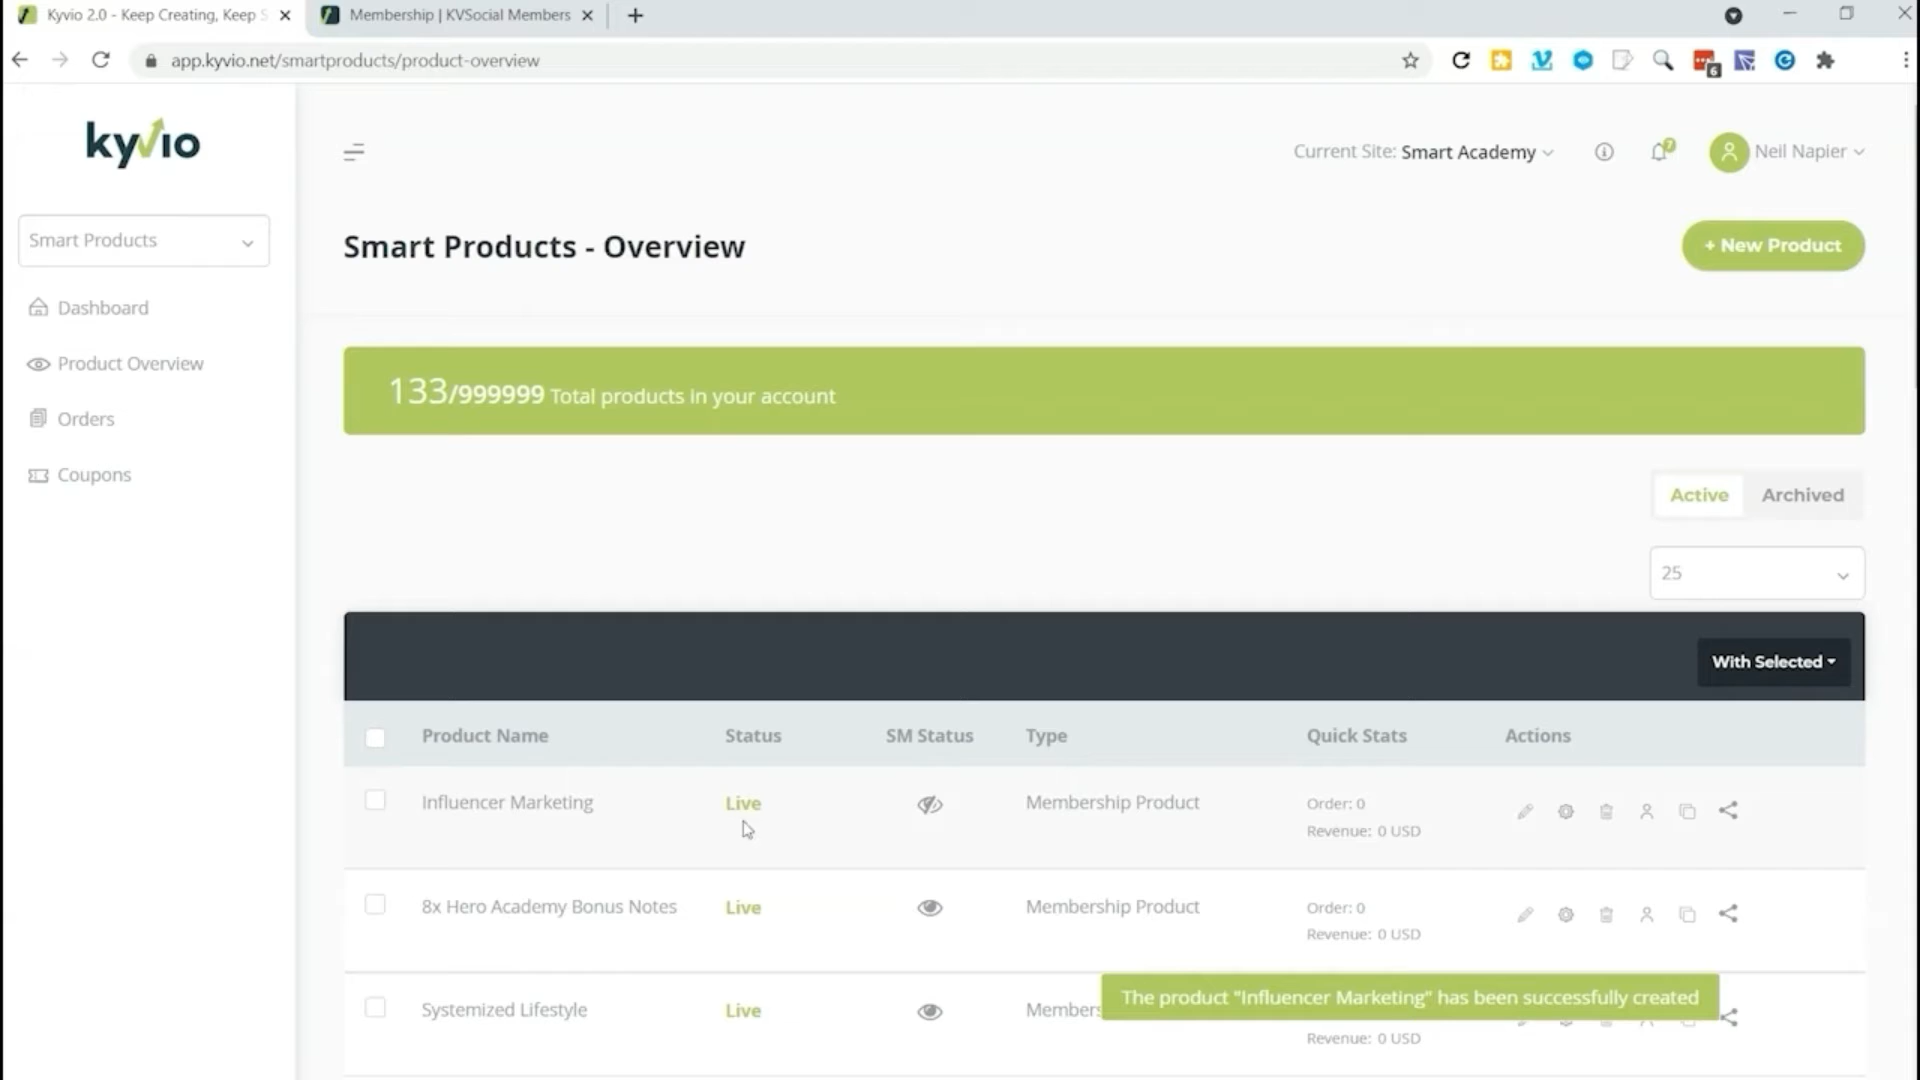 Kyvio 2.0 - Keep Creating, Keep S
Membership | KVSocial Members
app.kyvio.net/smartproducts/product-overview
6
kyvio
Current Site: Smart Academy
7
Neil Napier
Smart Products
Smart Products - Overview
+ New Product
Dashboard
Product Overview
Orders
Coupons
133/999999 Total products in your account
Active
Archived
25
With Selected
Product Name Status SM Status Type Quick Stats Actions
Influencer Marketing Live Membership Product Order: 0
Revenue: 0 USD
8x Hero Academy Bonus Notes Live Membership Product Order: 0
Revenue: 0 USD
The product "Influencer Marketing" has been successfully created
Systemized Lifestyle Live Members
Revenue: 0 USD